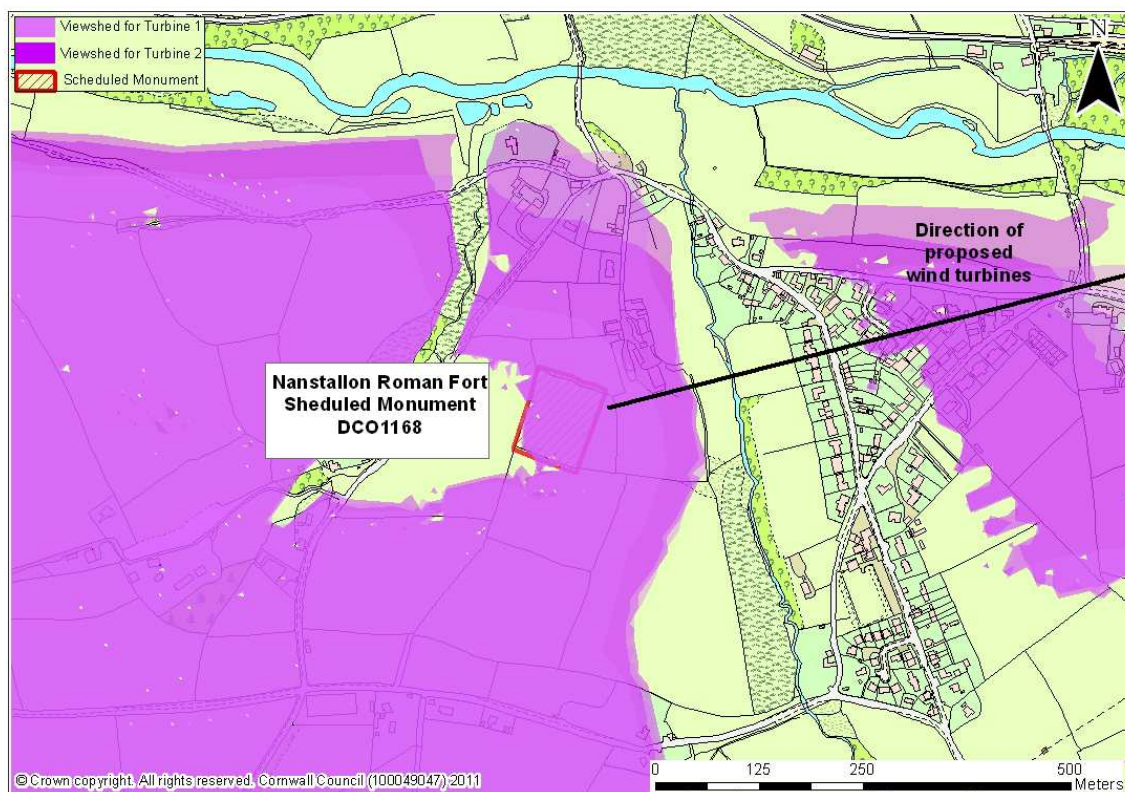 Viewshed for Turbine 1
Viewshed for Turbine 2
Scheduled Monument
N
Direction of
proposed
wind turbines
Nanstallon Roman Fort
Sheduled Monument
DCO1168
© Crown copyright. All rights reserved. Cornwall Council (100049047) 2011
0 125 250 500
Meters